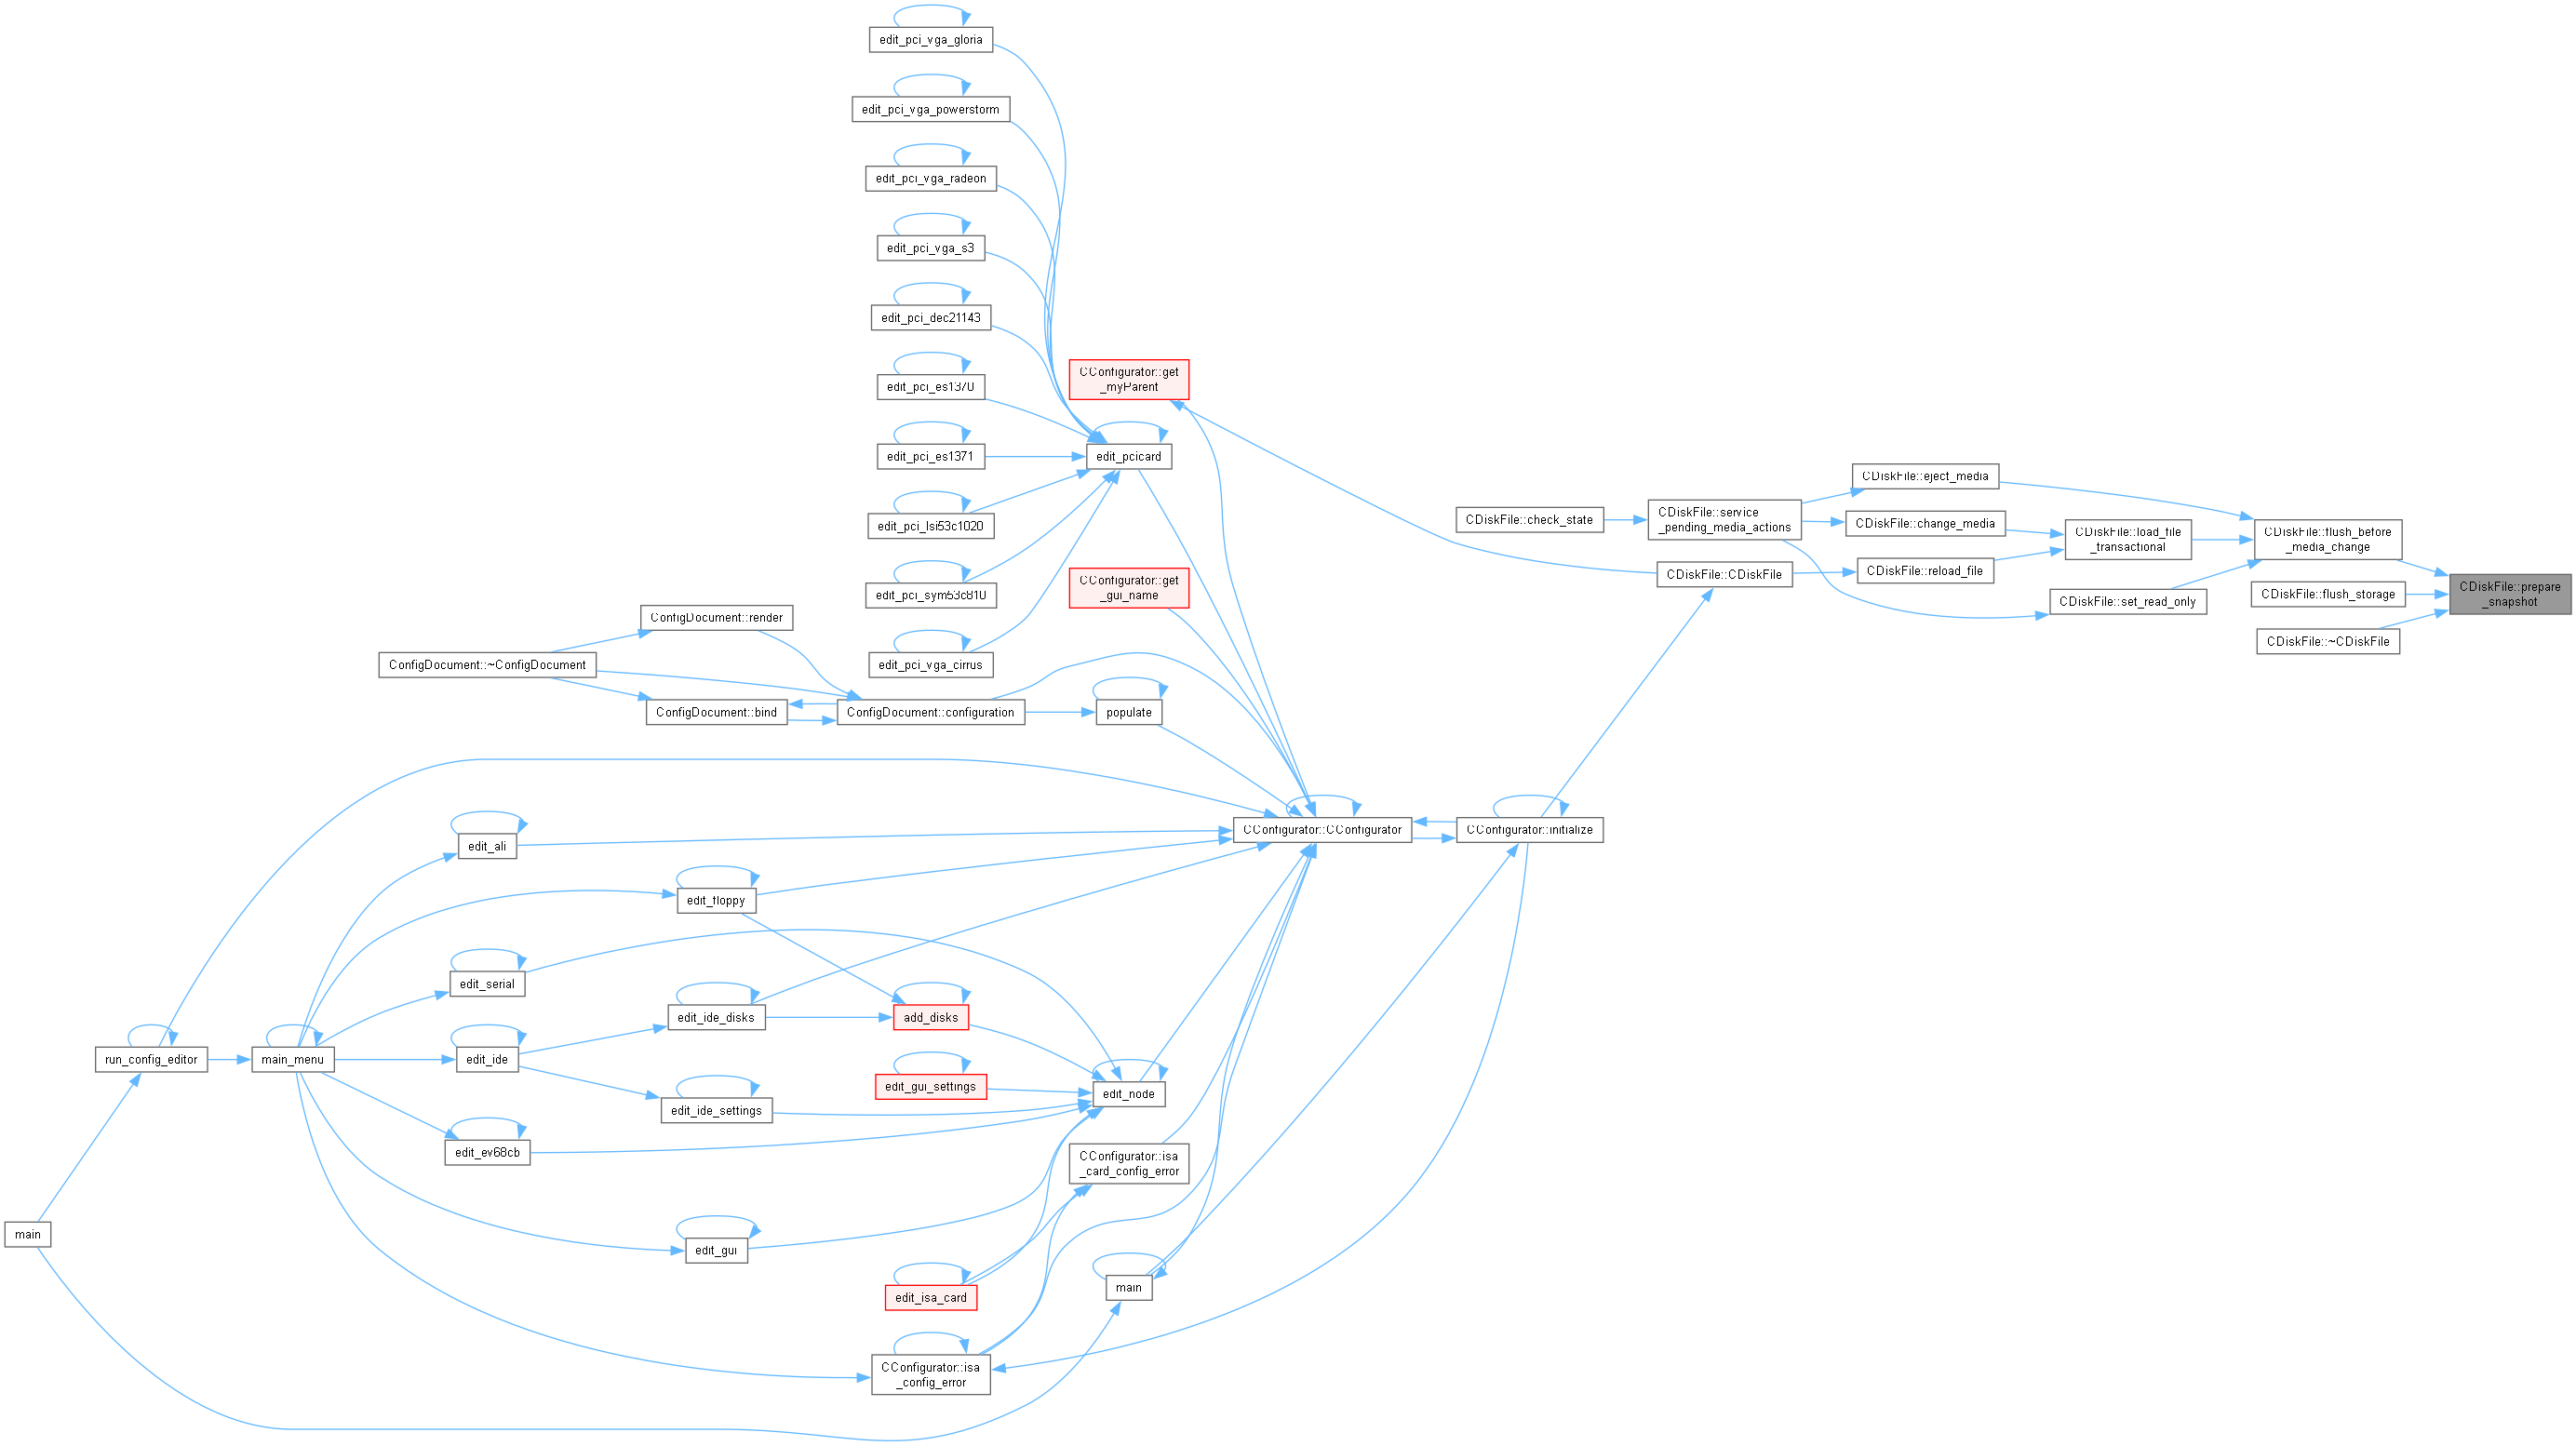 edit_pci_vga_gloria
edit_pci_vga_powerstorm
edit_pci_vga_radeon
edit_pci_vga_s3
edit_pci_dec21143
edit_pci_es1370
edit_pci_es1371
edit_pci_lsi53c1020
edit_pci_sym53c810
edit_pci_vga_cirrus
CConfigurator::get
_myParent
edit_pcicard
CConfigurator::get
_gui_name
CDiskFile::check_state
CDiskFile::service
_pending_media_actions
CDiskFile::CDiskFile
CDiskFile::eject_media
CDiskFile::change_media
CDiskFile::reload_file
CDiskFile::load_file
_transactional
CDiskFile::set_read_only
CDiskFile::flush_before
_media_change
CDiskFile::flush_storage
CDiskFile::~CDiskFile
CDiskFile::prepare
_snapshot
ConfigDocument::render
ConfigDocument::~ConfigDocument
ConfigDocument::bind
ConfigDocument::configuration
populate
CConfigurator::CConfigurator
CConfigurator::initialize
edit_ali
edit_floppy
edit_serial
edit_ide_disks
add_disks
run_config_editor
main_menu
edit_ide
edit_gui_settings
edit_node
edit_ide_settings
edit_ev68cb
CConfigurator::isa
_card_config_error
main
edit_gui
edit_isa_card
main
CConfigurator::isa
_config_error